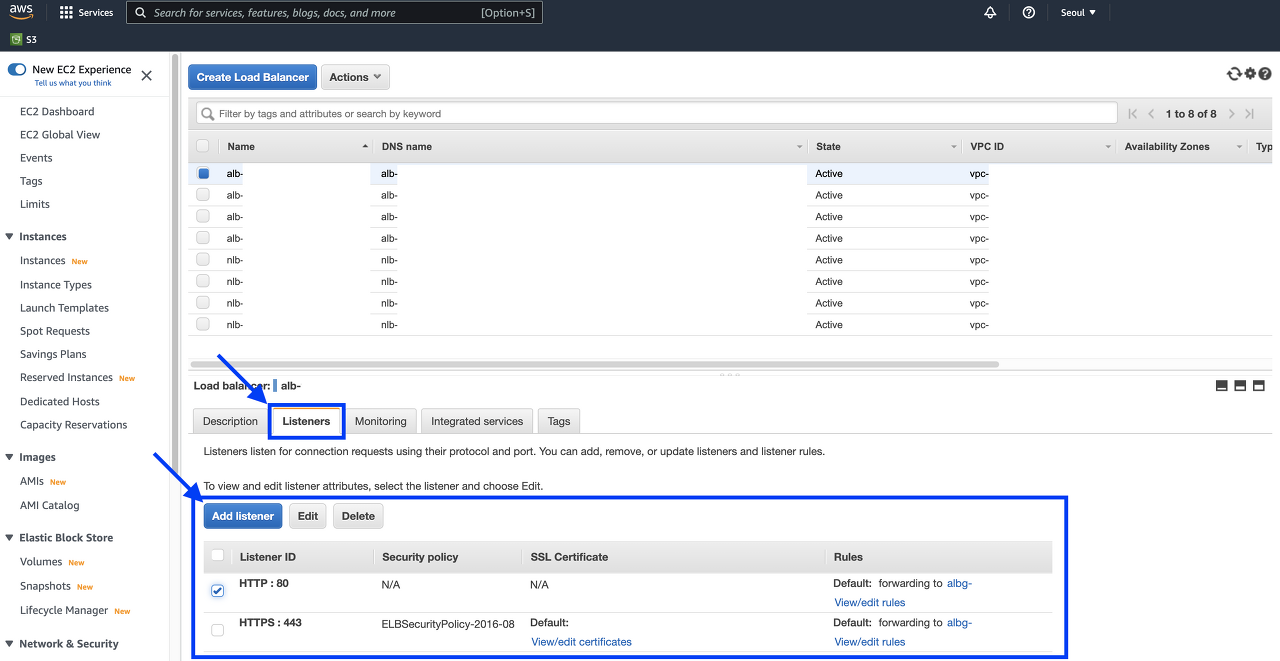 aws
Services
Search for services, features, blogs, docs, and more
[Option+S]
Seoul
S3
New EC2 Experience
Tell us what you think
EC2 Dashboard
EC2 Global View
Events
Tags
Limits
Instances
Instances New
Instance Types
Launch Templates
Spot Requests
Savings Plans
Reserved Instances New
Dedicated Hosts
Capacity Reservations
Images
AMIs New
AMI Catalog
Elastic Block Store
Volumes New
Snapshots New
Lifecycle Manager New
Network & Security
Create Load Balancer Actions
Filter by tags and attributes or search by keyword
1 to 8 of 8
Name DNS name State VPC ID Availability Zones Typ
alb- alb- Active vpc-
alb- alb- Active vpc-
alb- alb- Active vpc-
alb- alb- Active vpc-
nlb- nlb- Active vpc-
nlb- nlb- Active vpc-
nlb- nlb- Active vpc-
nlb- nlb- Active vpc-
Load balancer: alb-
Description Listeners Monitoring Integrated services Tags
Listeners listen for connection requests using their protocol and port. You can add, remove, or update listeners and listener rules.
To view and edit listener attributes, select the listener and choose Edit.
Add listener Edit Delete
Listener ID Security policy SSL Certificate Rules
HTTP : 80 N/A N/A Default: forwarding to albg-
View/edit rules
HTTPS : 443 ELBSecurityPolicy-2016-08 Default: Default: forwarding to albg-
View/edit certificates View/edit rules